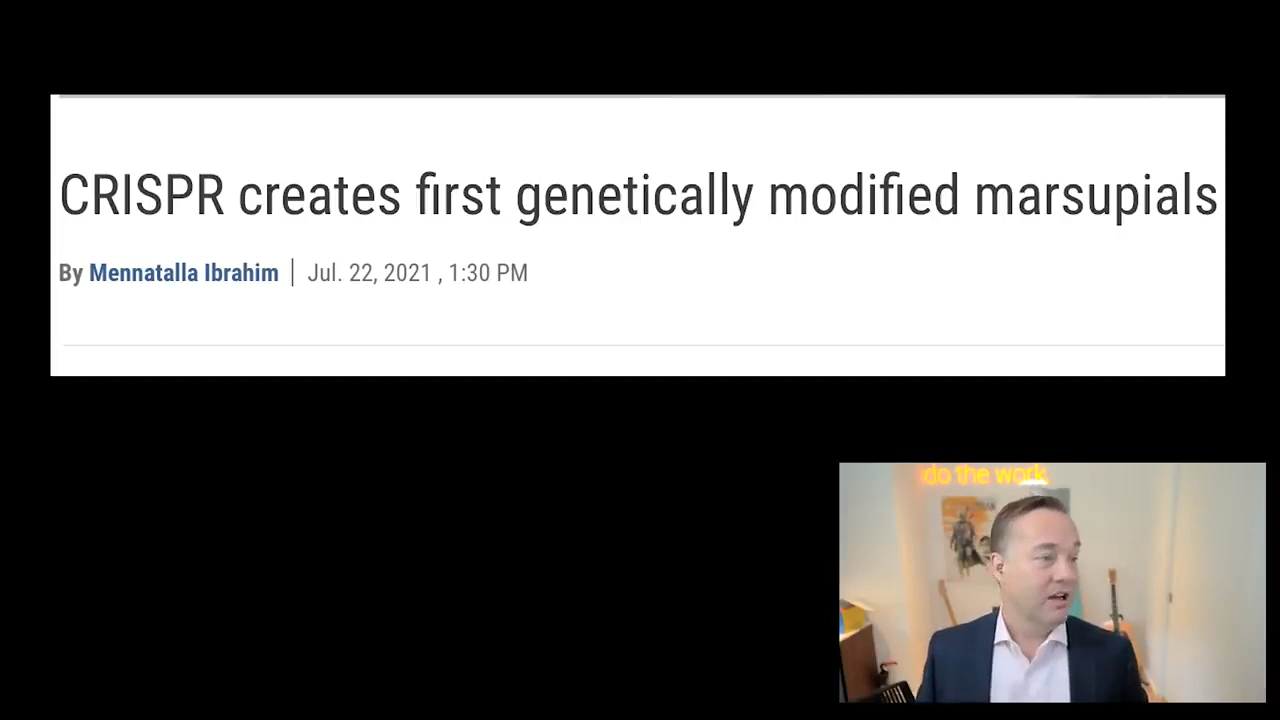 CRISPR creates first genetically modified marsupials
By Mennatalla Ibrahim | Jul. 22, 2021 , 1:30 PM
do the work